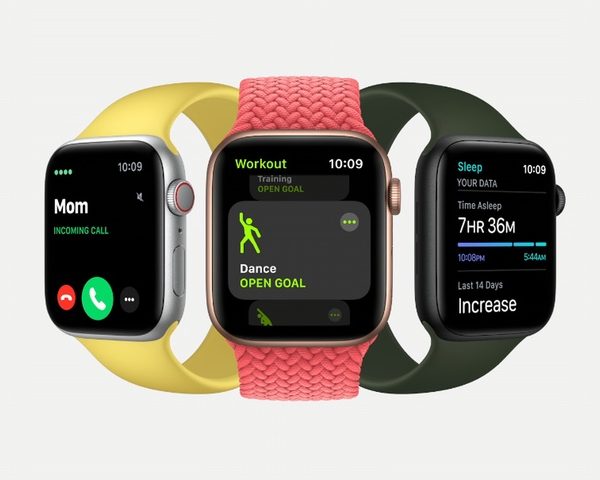 10:09
Mom
INCOMING CALL
Workout 10:09
Training
OPEN GOAL
Dance
OPEN GOAL
Sleep 10:09
YOUR DATA
Time Asleep
7HR 36M
10:08PM 5:44AM
Last 14 Days
Increase